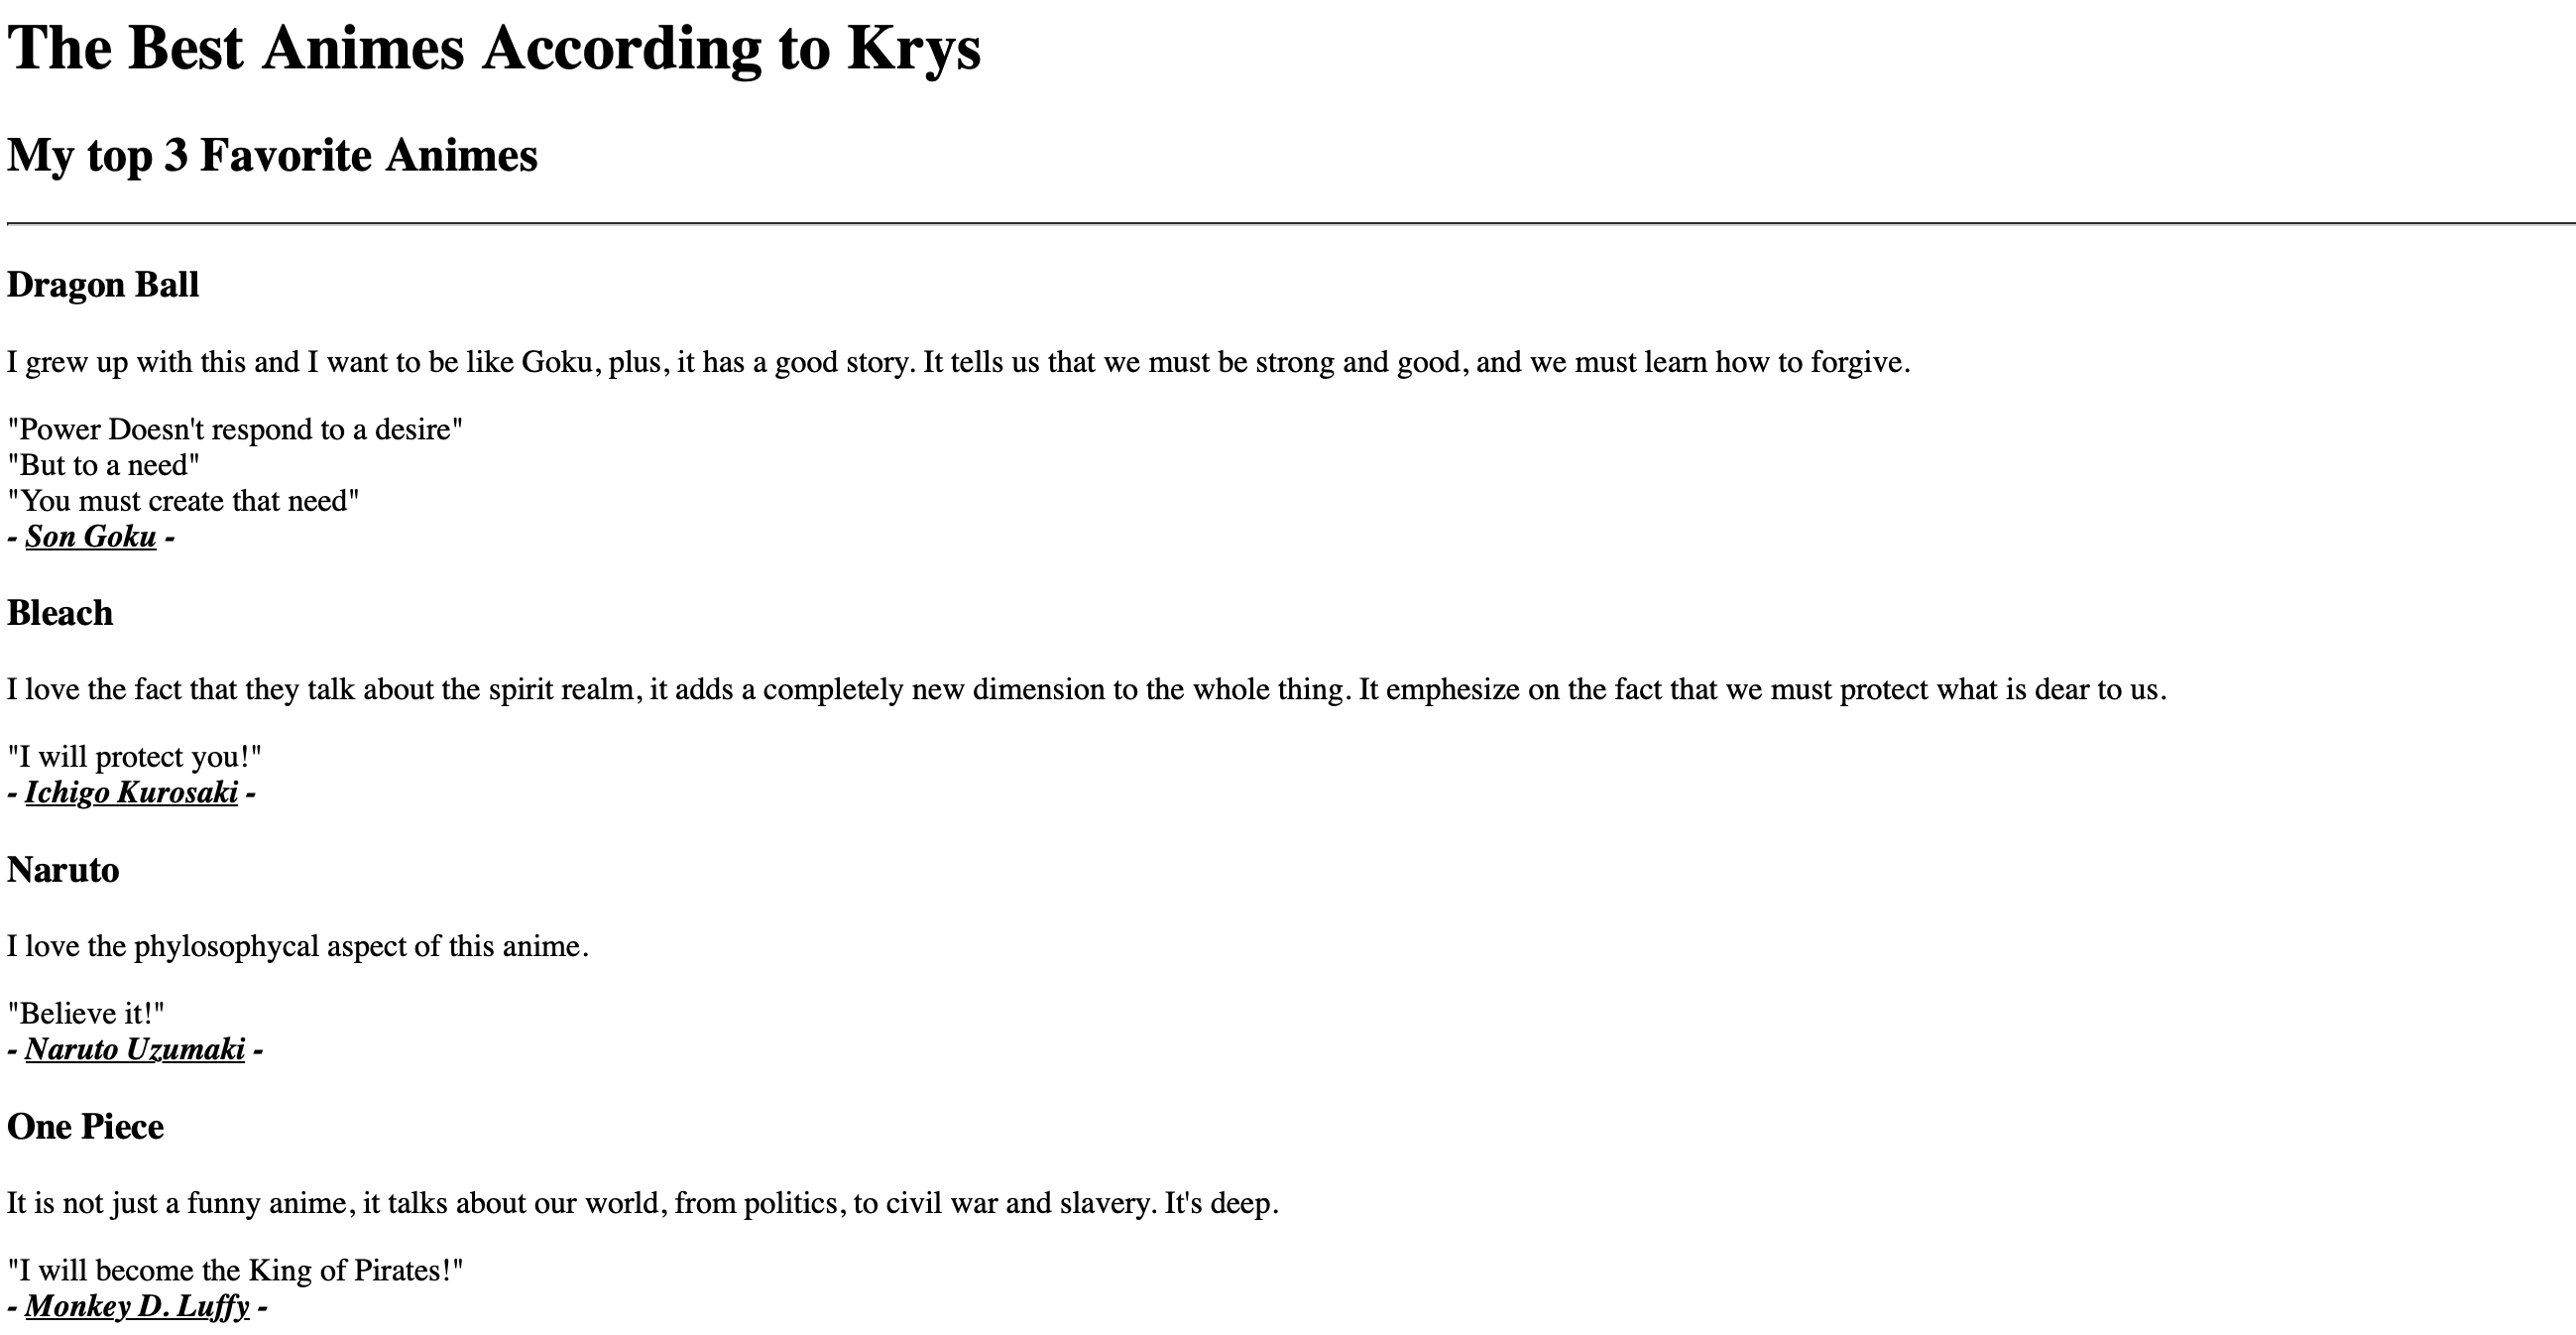 The Best Animes According to Krys
My top 3 Favorite Animes
Dragon Ball
I grew up with this and I want to be like Goku, plus, it has a good story. It tells us that we must be strong and good, and we must learn how to forgive.
"Power Doesn't respond to a desire"
"But to a need"
"You must create that need"
- Son Goku -
Bleach
I love the fact that they talk about the spirit realm, it adds a completely new dimension to the whole thing. It emphesize on the fact that we must protect what is dear to us.
"I will protect you!"
- Ichigo Kurosaki -
Naruto
I love the phylosophycal aspect of this anime.
"Believe it!"
- Naruto Uzumaki -
One Piece
It is not just a funny anime, it talks about our world, from politics, to civil war and slavery. It's deep.
"I will become the King of Pirates!"
- Monkey D. Luffy -